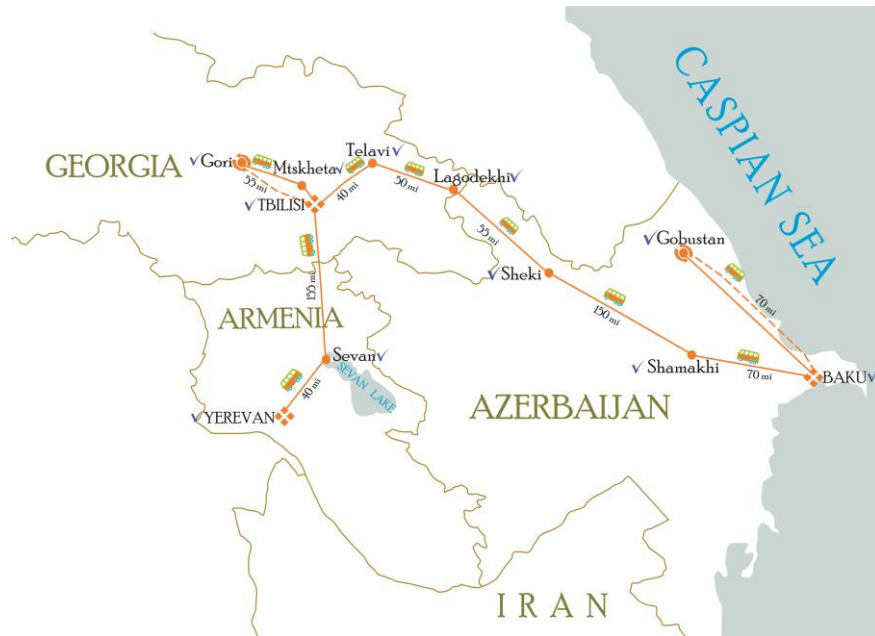 CASPIAN SEA
GEORGIA
Gori
Mtskheta
Telavi
55 mi
TBILISI
40 mi
50 mi
Lagodekhi
55 mi
Gobustan
Sheki
155 mi
70 mi
150 mi
ARMENIA
Sevan
SEVAN LAKE
Shamakhi
70 mi
BAKU
40 mi
YEREVAN
AZERBAIJAN
IRAN